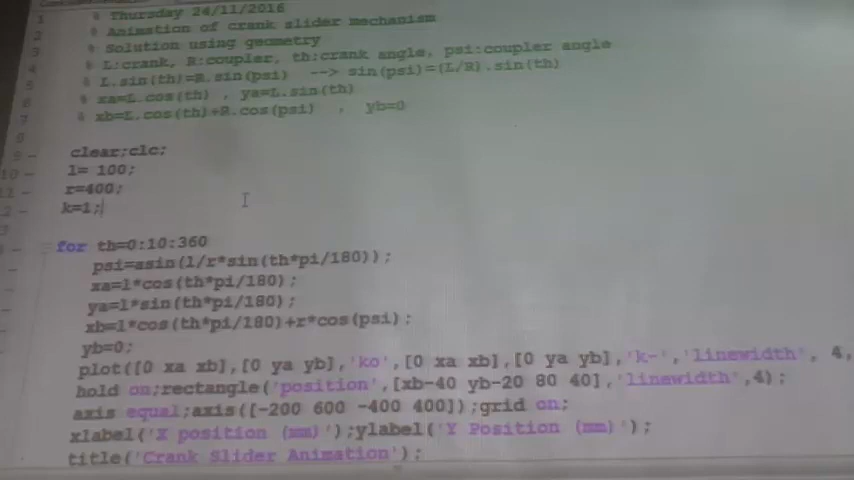 % Thursday 24/11/2016
% Animation of crank slider mechanism
% Solution using geometry
% L:crank, R:coupler, th:crank angle, psi:coupler angle
% L.sin(th)=R.sin(psi)   --> sin(psi)=(L/R).sin(th)
% xa=L.cos(th) , ya=L.sin(th)
% xb=L.cos(th)+R.cos(psi)   ,   yb=0
clear;clc;
l= 100;
r=400;
k=1;
for th=0:10:360
psi=asin(l/r*sin(th*pi/180));
xa=l*cos(th*pi/180);
ya=l*sin(th*pi/180);
xb=l*cos(th*pi/180)+r*cos(psi);
yb=0;
plot([0 xa xb],[0 ya yb],'ko',[0 xa xb],[0 ya yb],'k-','linewidth', 4,
hold on;rectangle('position',[xb-40 yb-20 80 40],'linewidth',4);
axis equal;axis([-200 600 -400 400]);grid on;
xlabel('X position (mm)');ylabel('Y Position (mm)');
title('Crank Slider Animation');